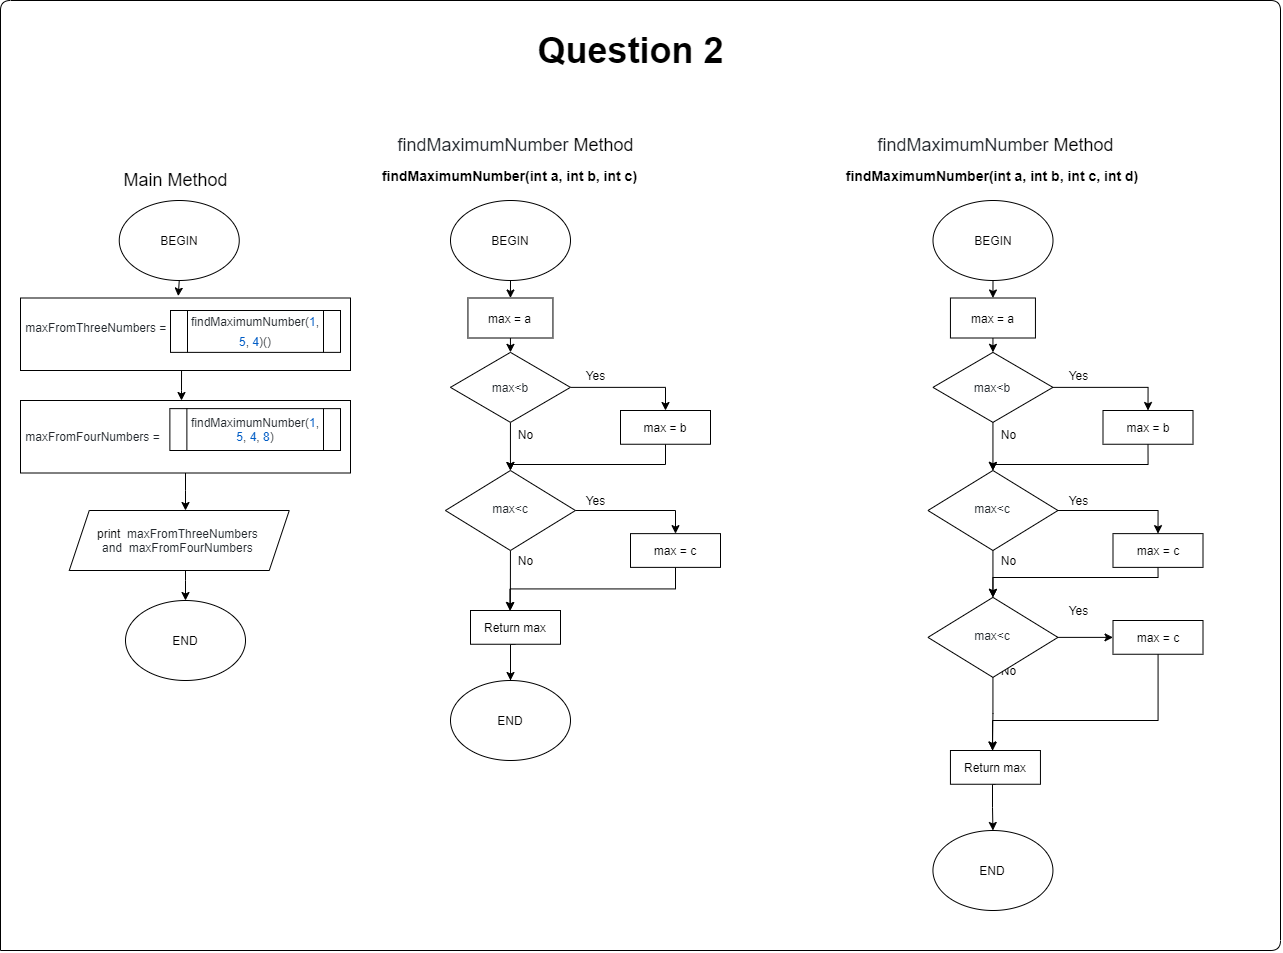 Question 2
Main Method
BEGIN
maxFromThreeNumbers =
findMaximumNumber(1,
5, 4)()
maxFromFourNumbers =
findMaximumNumber(1,
5, 4, 8)
print  maxFromThreeNumbers
and  maxFromFourNumbers
END
findMaximumNumber Method
findMaximumNumber(int a, int b, int c)
BEGIN
max = a
max<b
Yes
max = b
No
max<c
Yes
max = c
No
Return max
END
findMaximumNumber Method
findMaximumNumber(int a, int b, int c, int d)
BEGIN
max = a
max<b
Yes
max = b
No
max<c
Yes
max = c
No
max<c
Yes
max = c
No
Return max
END